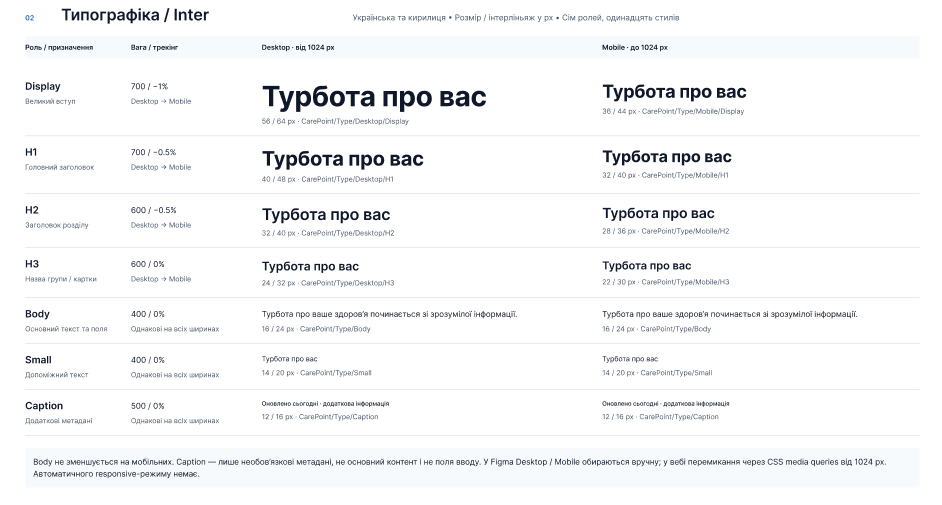 02
Типографіка / Inter
Українська та кирилиця • Розмір / інтерліньяж у px • Сім ролей, одинадцять стилів
Роль / призначення
Вага / трекінг
Desktop · від 1024 px
Mobile · до 1024 px
Display
Великий вступ
700 / −1%
Desktop → Mobile
Турбота про вас
56 / 64 px · CarePoint/Type/Desktop/Display
Турбота про вас
36 / 44 px · CarePoint/Type/Mobile/Display
H1
Головний заголовок
700 / −0.5%
Desktop → Mobile
Турбота про вас
40 / 48 px · CarePoint/Type/Desktop/H1
Турбота про вас
32 / 40 px · CarePoint/Type/Mobile/H1
H2
Заголовок розділу
600 / −0.5%
Desktop → Mobile
Турбота про вас
32 / 40 px · CarePoint/Type/Desktop/H2
Турбота про вас
28 / 36 px · CarePoint/Type/Mobile/H2
H3
Назва групи / картки
600 / 0%
Desktop → Mobile
Турбота про вас
24 / 32 px · CarePoint/Type/Desktop/H3
Турбота про вас
22 / 30 px · CarePoint/Type/Mobile/H3
Body
Основний текст та поля
400 / 0%
Однакові на всіх ширинах
Турбота про ваше здоров’я починається зі зрозумілої інформації.
16 / 24 px · CarePoint/Type/Body
Турбота про ваше здоров’я починається зі зрозумілої інформації.
16 / 24 px · CarePoint/Type/Body
Small
Допоміжний текст
400 / 0%
Однакові на всіх ширинах
Турбота про вас
14 / 20 px · CarePoint/Type/Small
Турбота про вас
14 / 20 px · CarePoint/Type/Small
Caption
Додаткові метадані
500 / 0%
Однакові на всіх ширинах
Оновлено сьогодні · додаткова інформація
12 / 16 px · CarePoint/Type/Caption
Оновлено сьогодні · додаткова інформація
12 / 16 px · CarePoint/Type/Caption
Body не зменшується на мобільних. Caption — лише необов’язкові метадані, не основний контент і не поля вводу. У Figma Desktop / Mobile обираються вручну; у вебі перемикання через CSS media queries від 1024 px.
Автоматичного responsive-режиму немає.